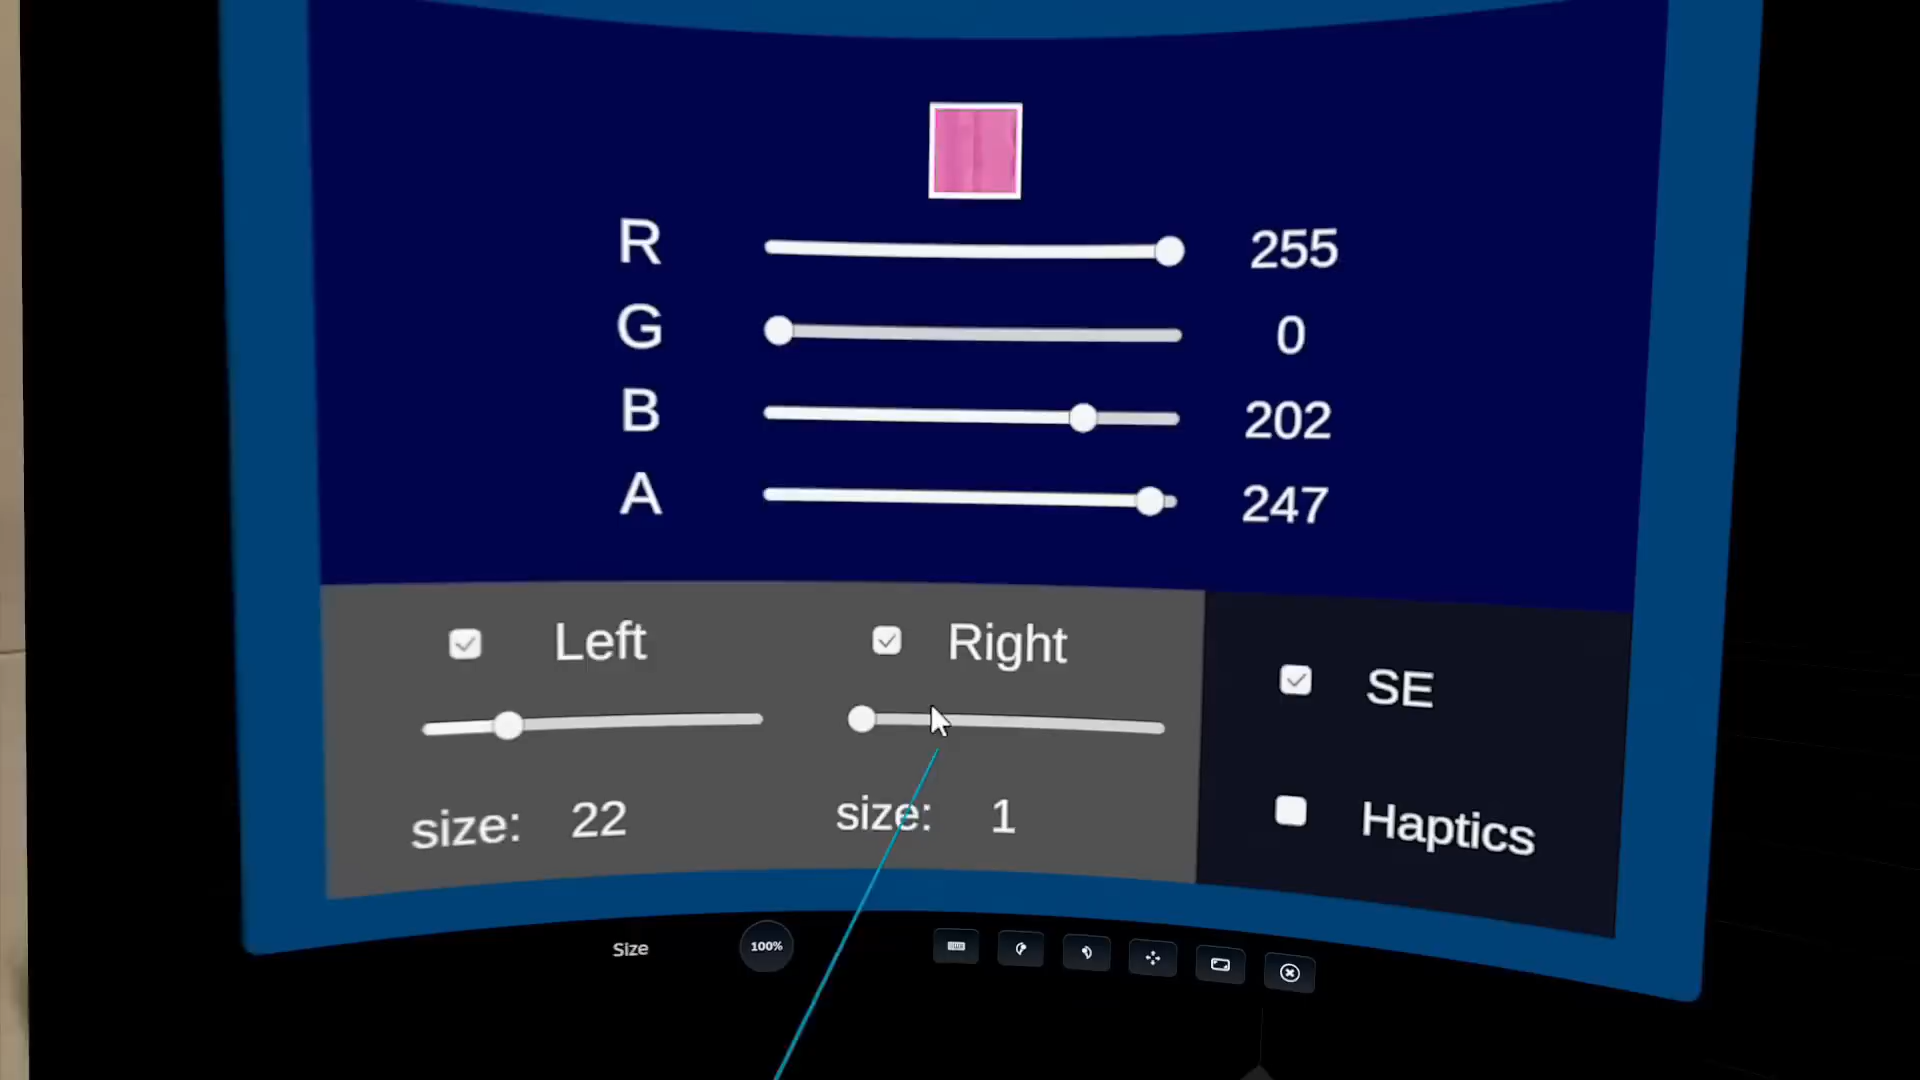 R 255
G 0
B 202
A 247
Left Right
SE
size: 22 size: 1
Haptics
Size 100%